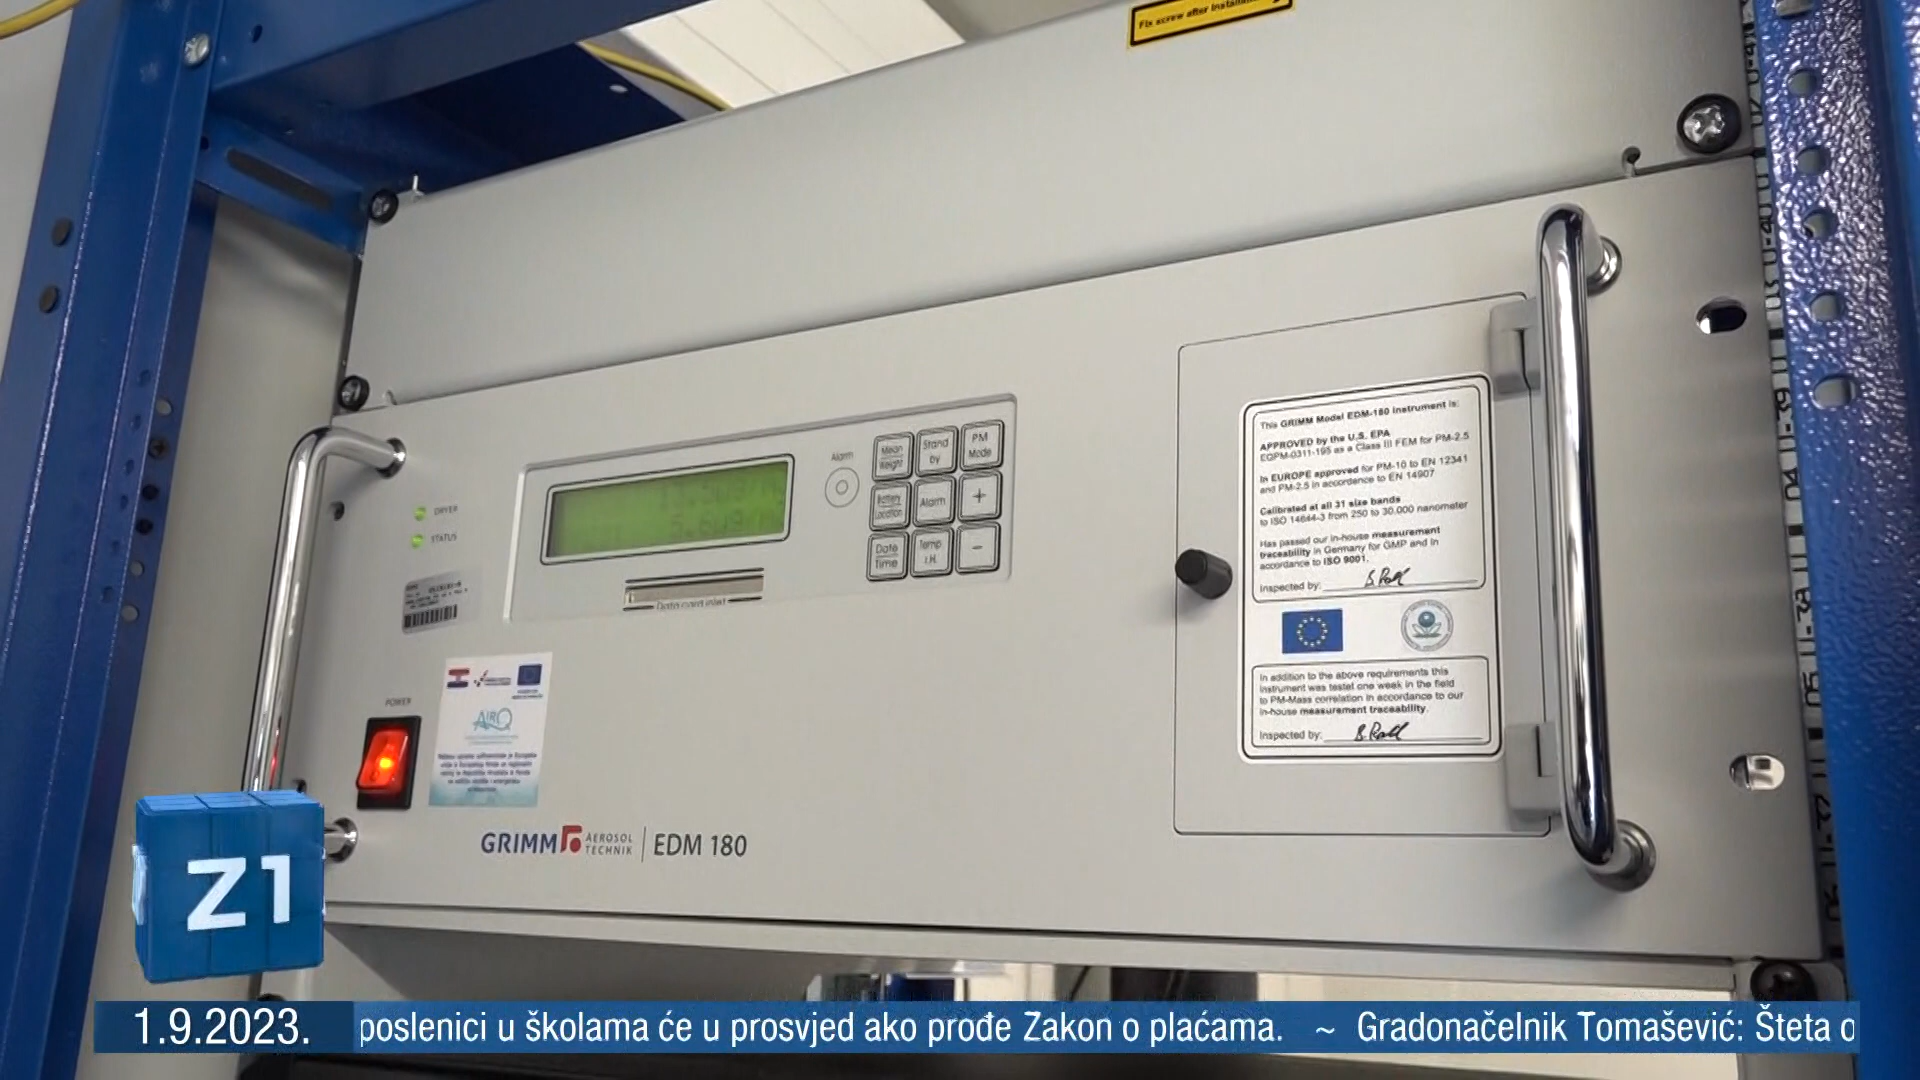 Fix screw after installation
This GRIMM Model EDM-180 Instrument is:
APPROVED by the U.S. EPA
EQPM-0311-195 as a Class III FEM for PM-2.5
In EUROPE approved for PM-10 to EN 12341
and PM-2.5 in accordance to EN 14907
Calibrated at all 31 size bands
to ISO 14644-3 from 250 to 30.000 nanometer
Has passed our in-house measurement
traceability in Germany for GMP and in
accordance to ISO 9001.
Inspected by:
In addition to the above requirements this
instrument was testet one week in the field
to PM-Mass correlation in accordance to our
in-house measurement traceability.
Inspected by:
Alarm
Mean Weight
Stand by
PM Mode
Battery Location
Alarm
+
Date Time
Temp r.H.
-
DRYER
STATUS
Data card inlet
POWER
AIRQ
GRIMM AEROSOL TECHNIK | EDM 180
Z1
1.9.2023.
poslenici u školama će u prosvjed ako prođe Zakon o plaćama. ~ Gradonačelnik Tomašević: Šteta o